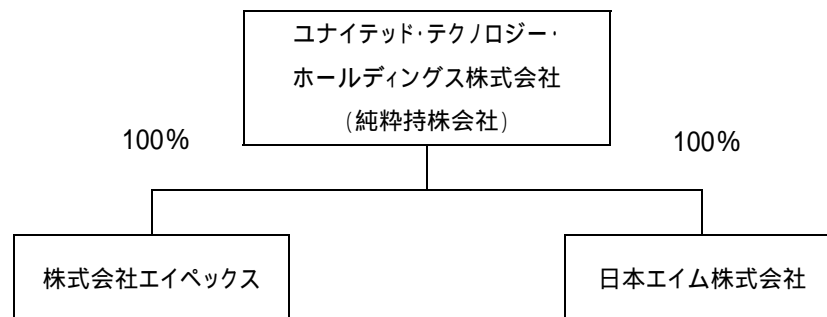 ユナイテッド・テクノロジー・
ホールディングス株式会社
(純粋持株会社)
100%
100%
株式会社エイペックス
日本エイム株式会社